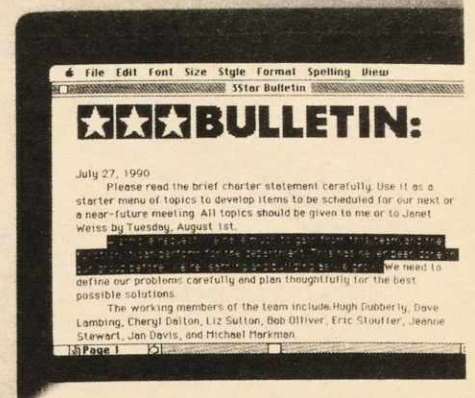 File Edit Font Size Style Format Spelling View
3Star Bulletin
BULLETIN:
July 27, 1990
Please read the brief charter statement carefully. Use it as a
starter menu of topics to develop items to be scheduled for our next or
a near-future meeting. All topics should be given to me or to Janet
Weiss by Tuesday, August 1st.
We need to
define our problems carefully and plan thoughtfully for the best
possible solutions.
The working members of the team include Hugh Dubberly, Dave
Lambing, Cheryl Dalton, Liz Sutton, Bob Olliver, Eric Stouffer, Jeanne
Stewart, Jan Davis, and Michael Markman.
Page 1